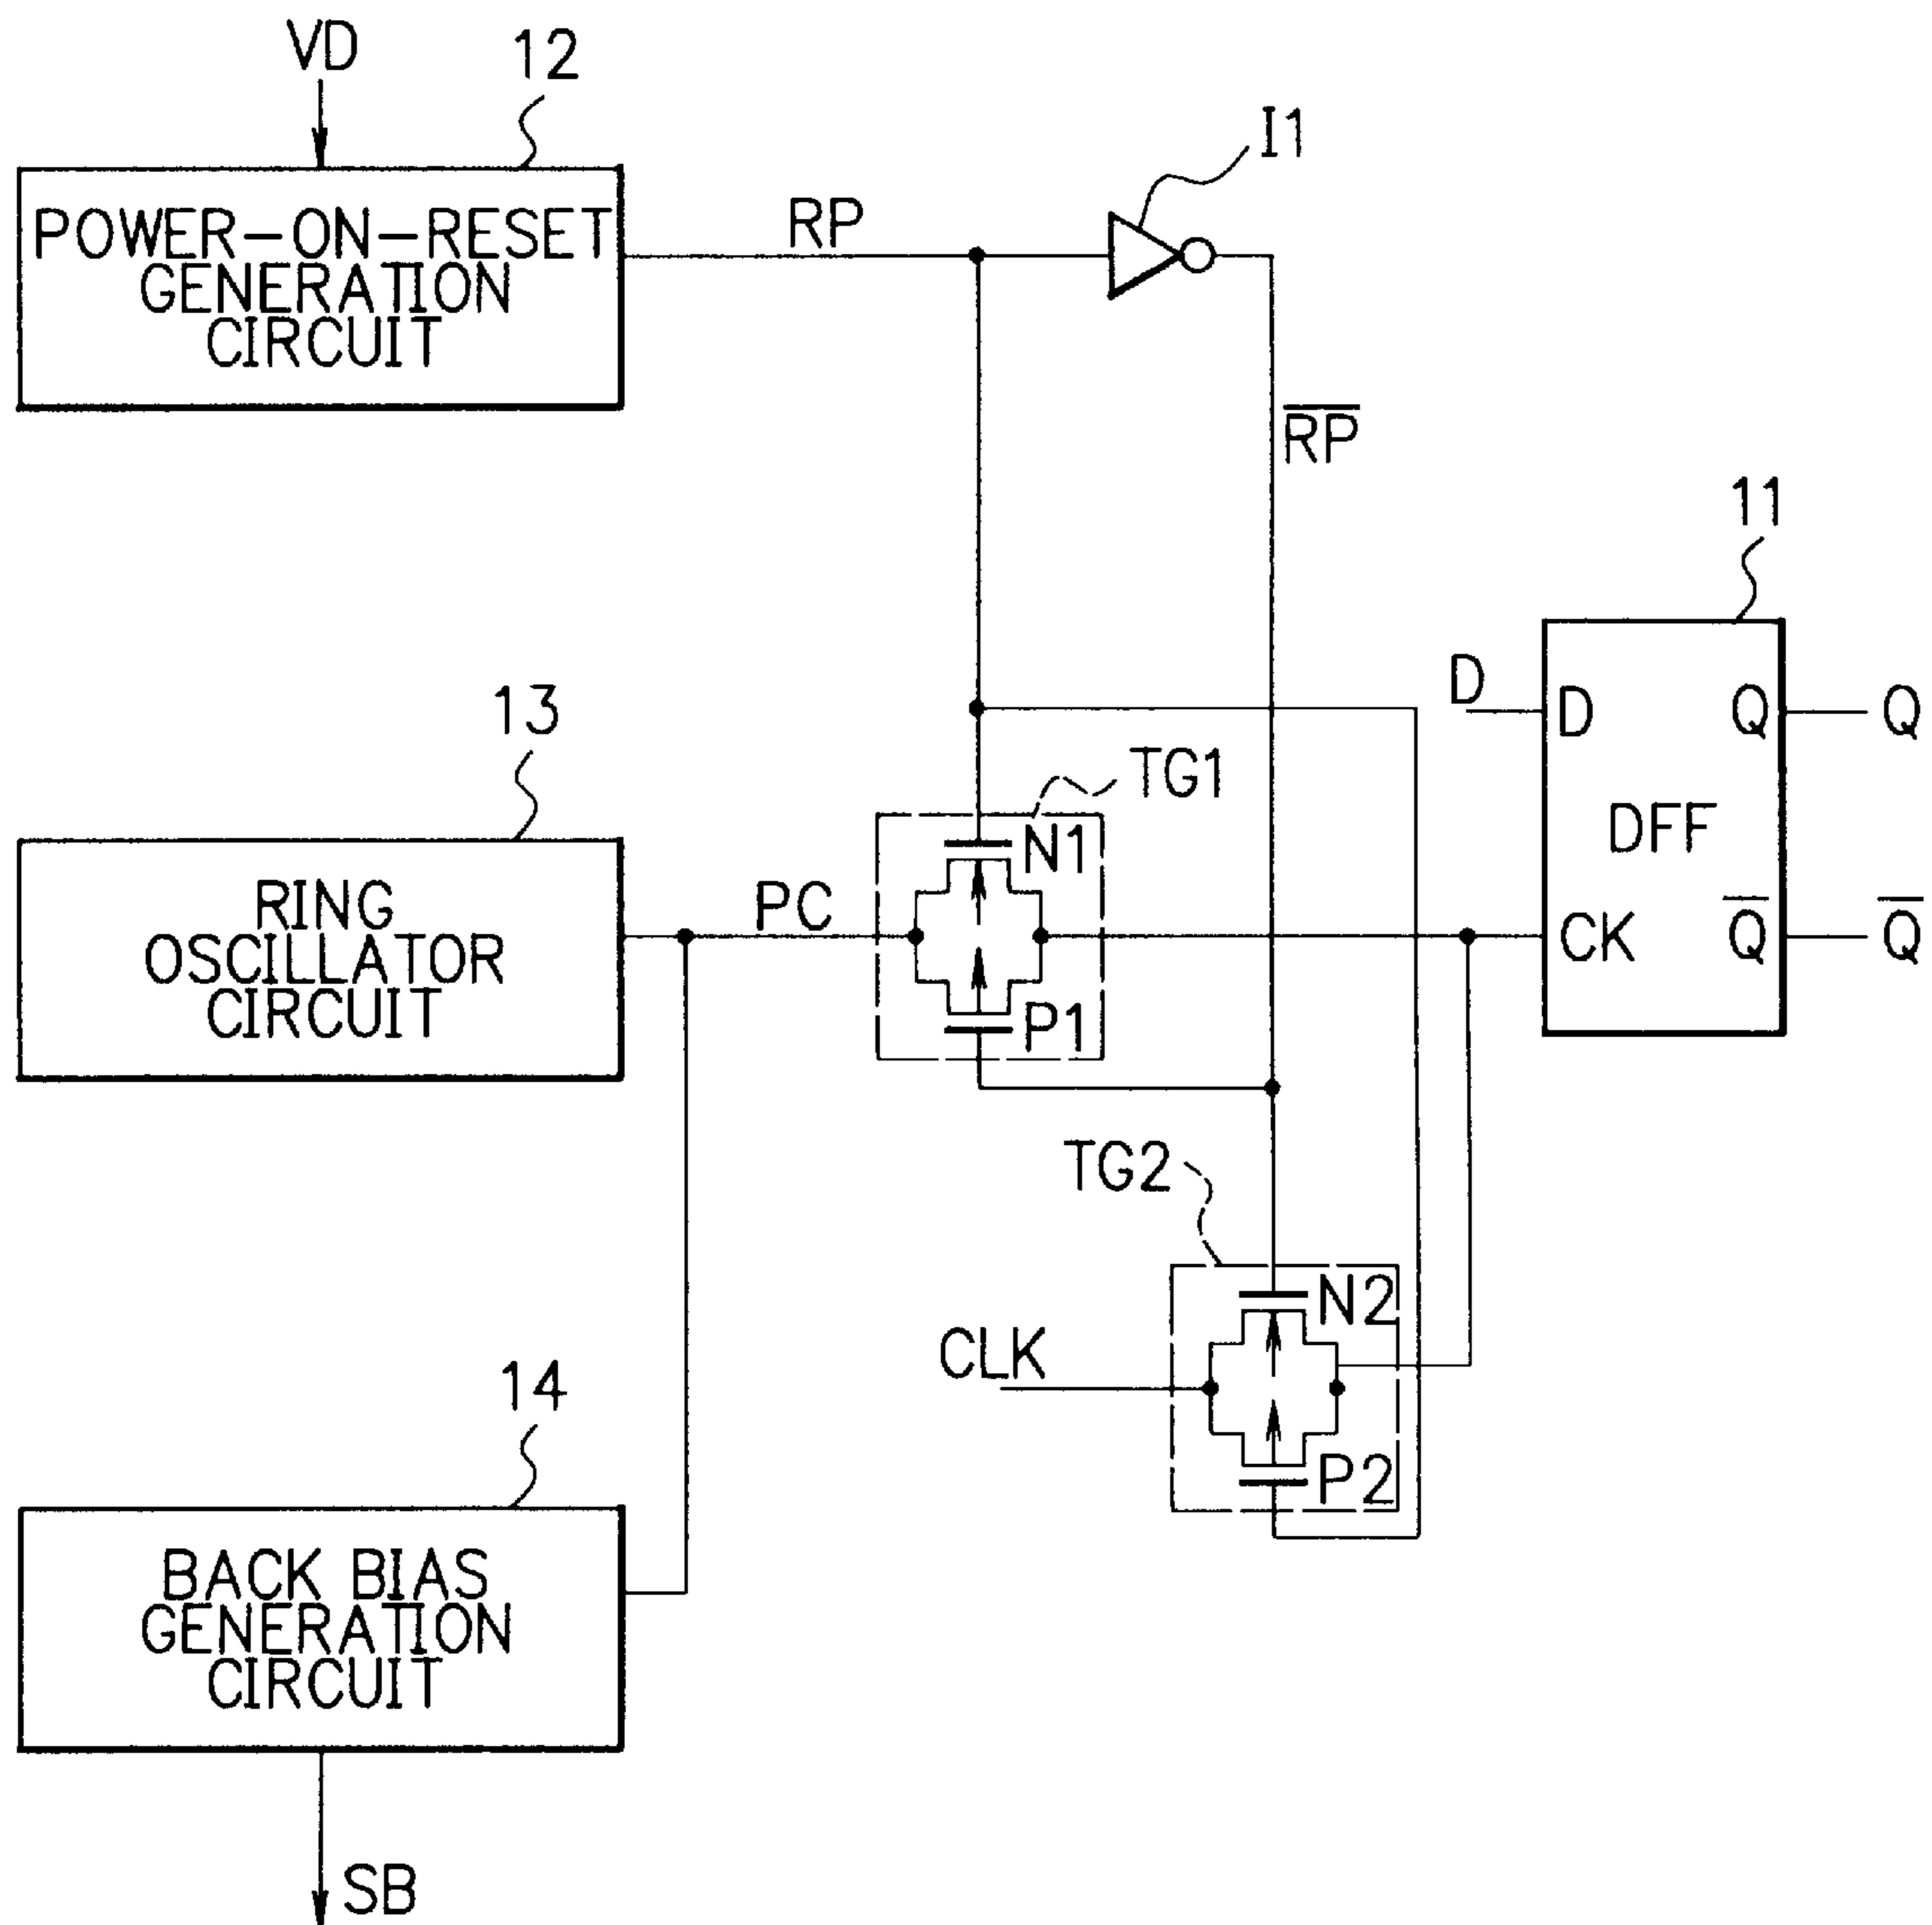 VD
12
I1
POWER-ON-RESET
GENERATION
CIRCUIT
RP
R̅P̅
11
D
D
Q
Q
13
TG1
DFF
N1
RING
OSCILLATOR
CIRCUIT
PC
CK
Q̅
Q̅
P1
TG2
N2
CLK
14
P2
BACK BIAS
GENERATION
CIRCUIT
SB